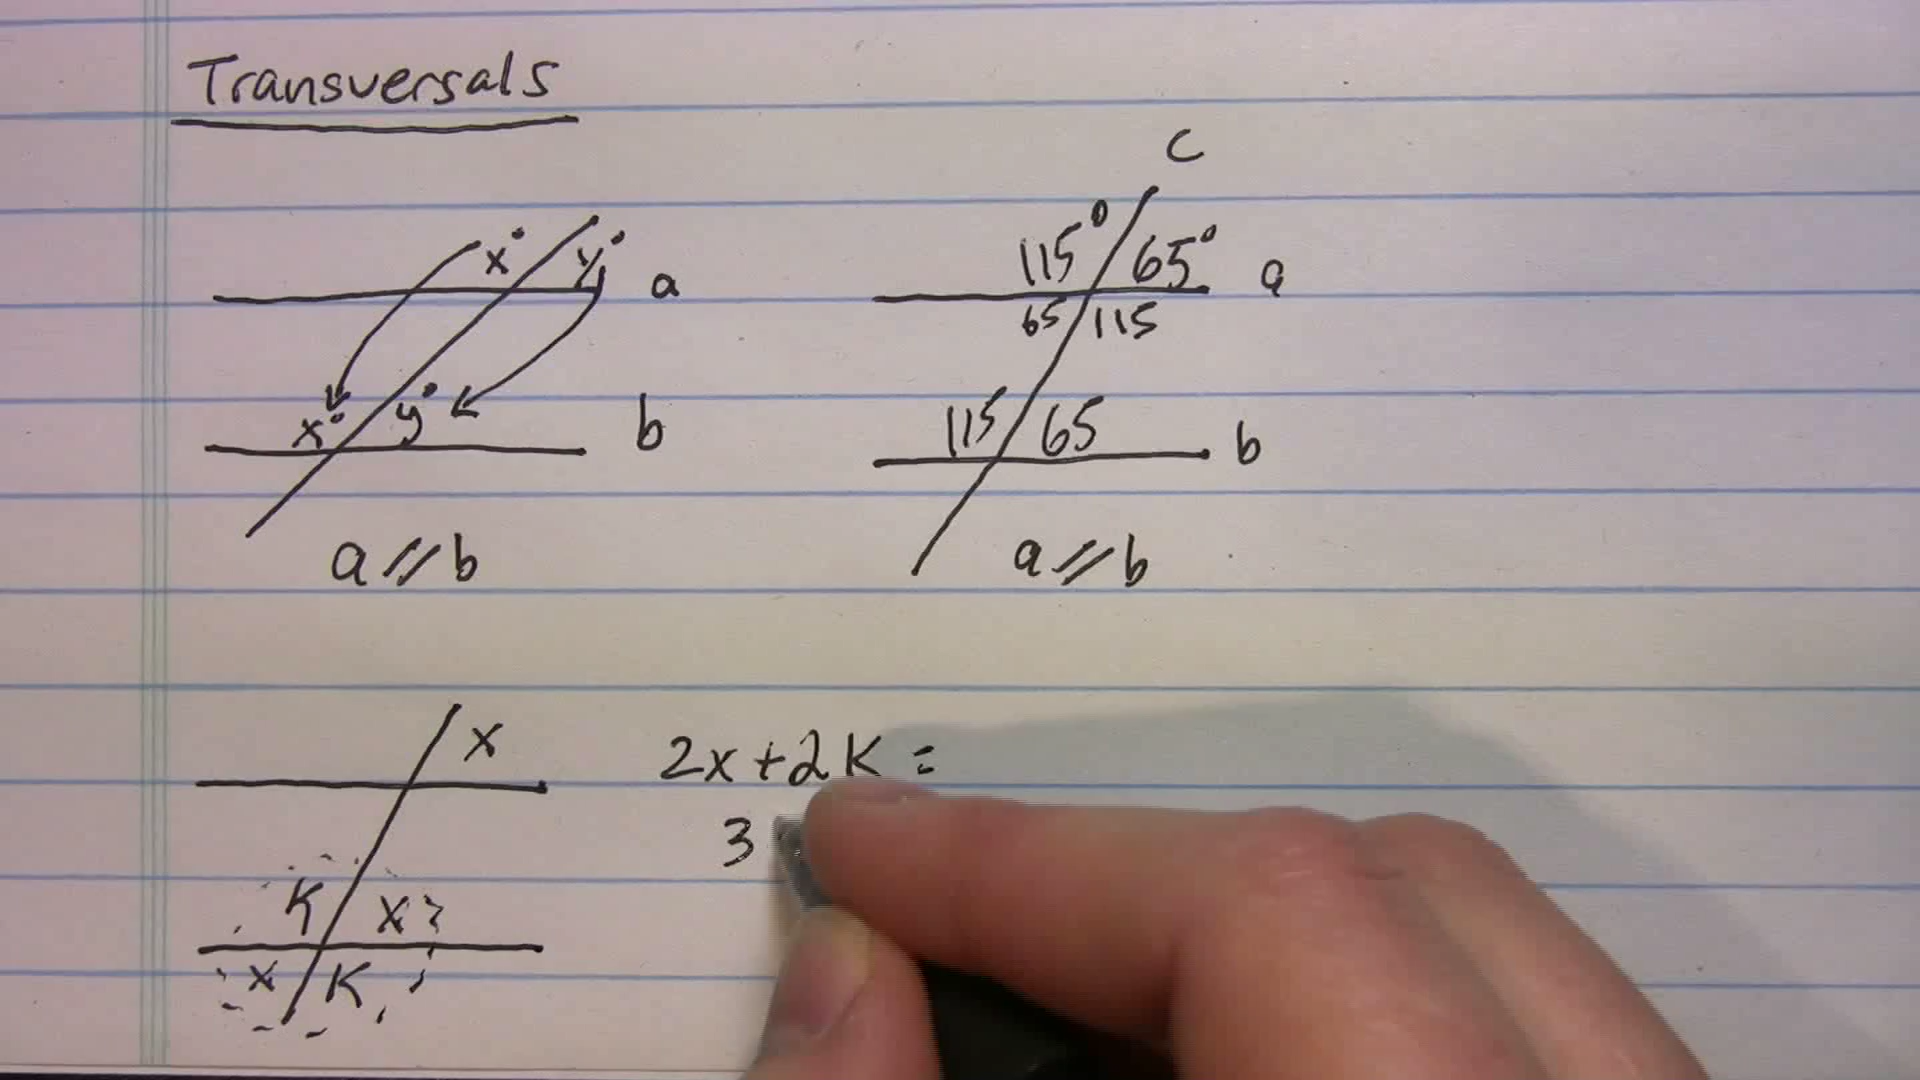 Transversals
x° y° a
x° y° b
a // b
c
115° 65° a
65 115
115 65 b
a // b
x
K x
x K
2x + 2K =
3